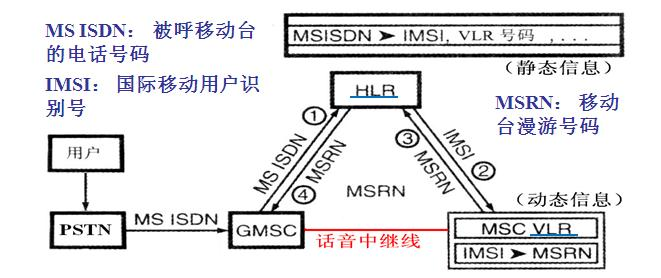 MS ISDN： 被呼移动台
的电话号码
IMSI： 国际移动用户识
别号
MSISDN ➤ IMSI, VLR 号码 , . . .
（静态信息）
HLR
MSRN： 移动
台漫游号码
①
MS ISDN
MSRN
④
③
MSRN
IMSI
②
MSRN
用户
（动态信息）
PSTN
MS ISDN
GMSC
话音中继线
MSC VLR
IMSI ➤ MSRN